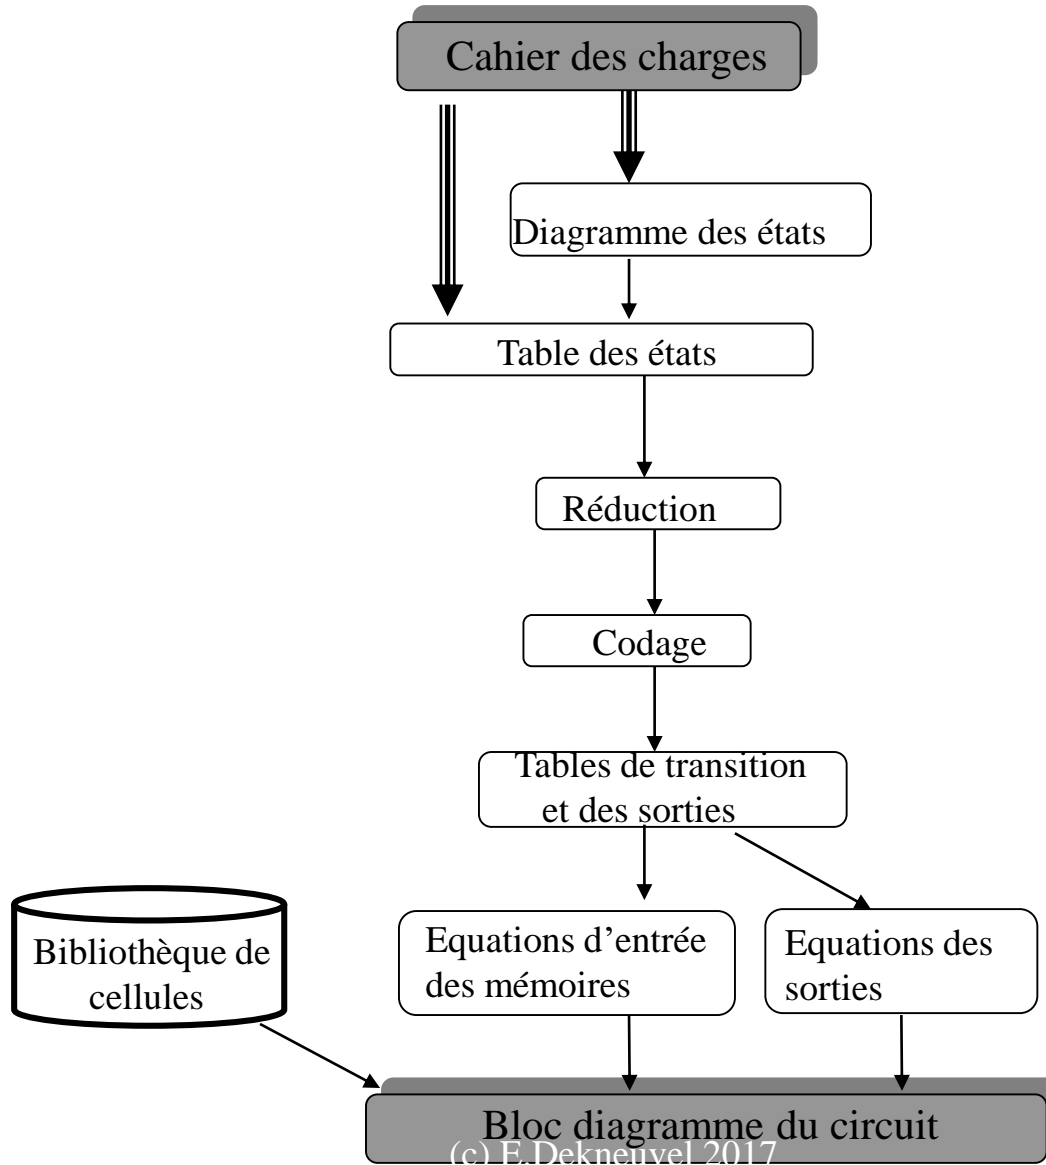 Cahier des charges
Diagramme des états
Table des états
Réduction
Codage
Tables de transition
et des sorties
Bibliothèque de
cellules
Equations d’entrée
des mémoires
Equations des
sorties
Bloc diagramme du circuit
(c) E.Dekneuvel 2017